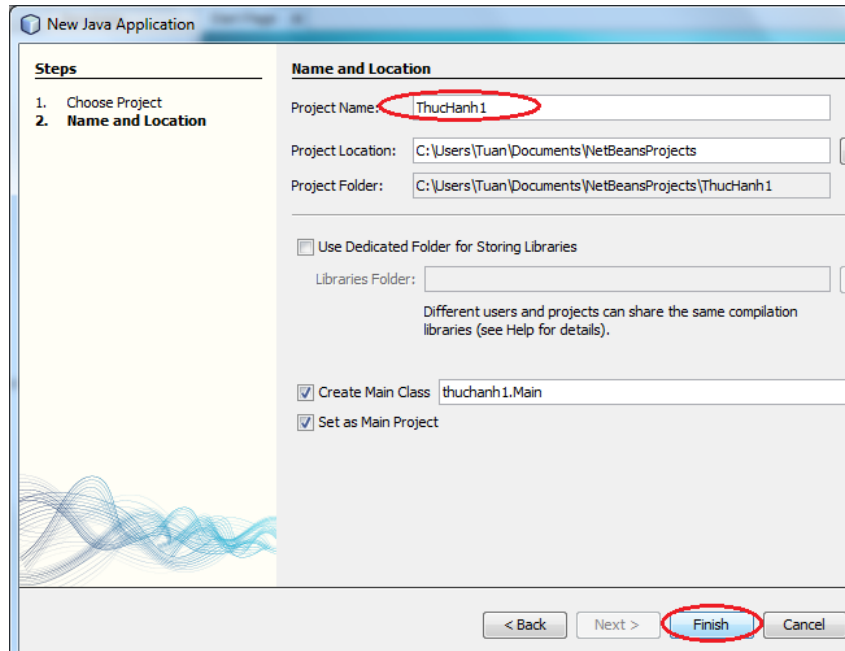 New Java Application
Steps
1. Choose Project
2. Name and Location
Name and Location
Project Name: ThucHanh1
Project Location: C:\Users\Tuan\Documents\NetBeansProjects
Project Folder: C:\Users\Tuan\Documents\NetBeansProjects\ThucHanh1
Use Dedicated Folder for Storing Libraries
Libraries Folder:
Different users and projects can share the same compilation
libraries (see Help for details).
Create Main Class thuchanh1.Main
Set as Main Project
< Back Next > Finish Cancel